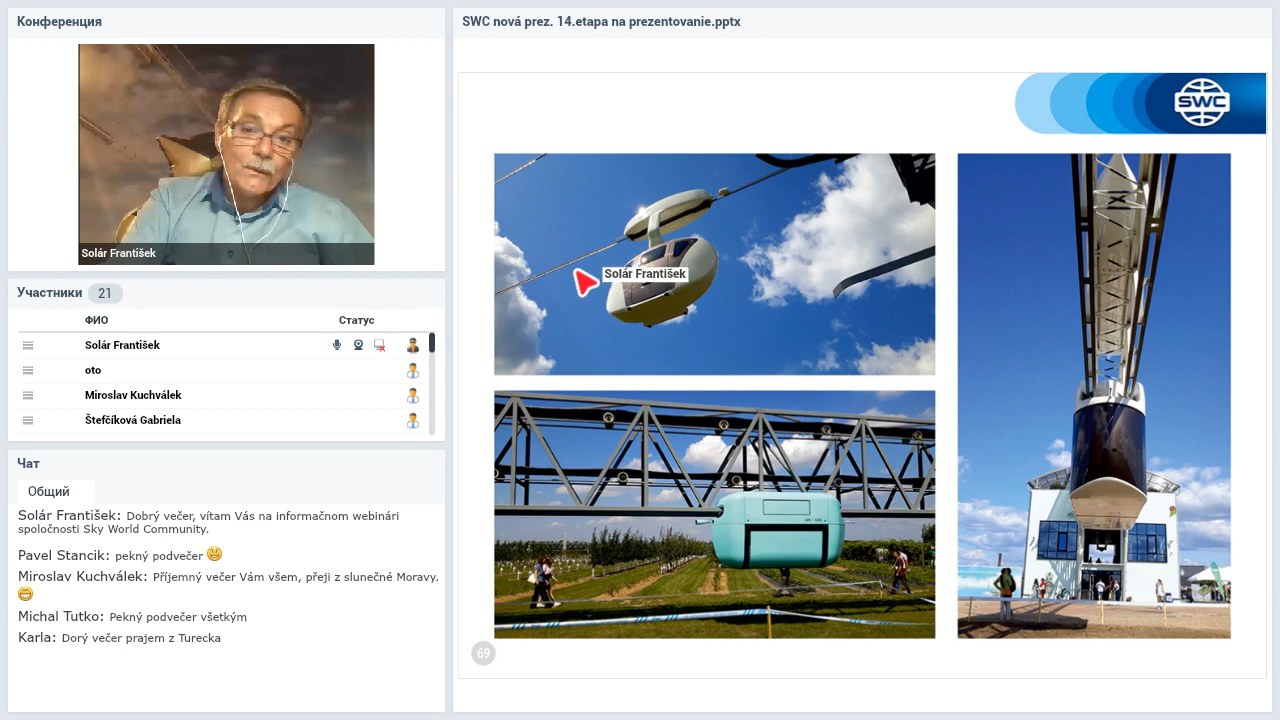 Конференция
Solár František
Участники 21
ФИО Статус
Solár František
oto
Miroslav Kuchválek
Štefčíková Gabriela
Чат
Общий
Solár František: Dobrý večer, vítam Vás na informačnom webinári
spoločnosti Sky World Community.
Pavel Stancik: pekný podvečer
Miroslav Kuchválek: Příjemný večer Vám všem, přeji z slunečné Moravy.
Michal Tutko: Pekný podvečer všetkým
Karla: Dorý večer prajem z Turecka
SWC nová prez. 14.etapa na prezentovanie.pptx
SWC
Solár František
69